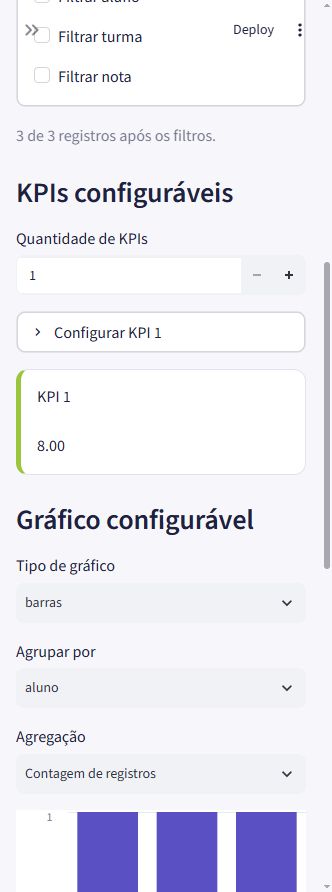 Filtrar aluno
Filtrar turma
Deploy
Filtrar nota
3 de 3 registros após os filtros.
KPIs configuráveis
Quantidade de KPIs
1
Configurar KPI 1
KPI 1
8.00
Gráfico configurável
Tipo de gráfico
barras
Agrupar por
aluno
Agregação
Contagem de registros
1